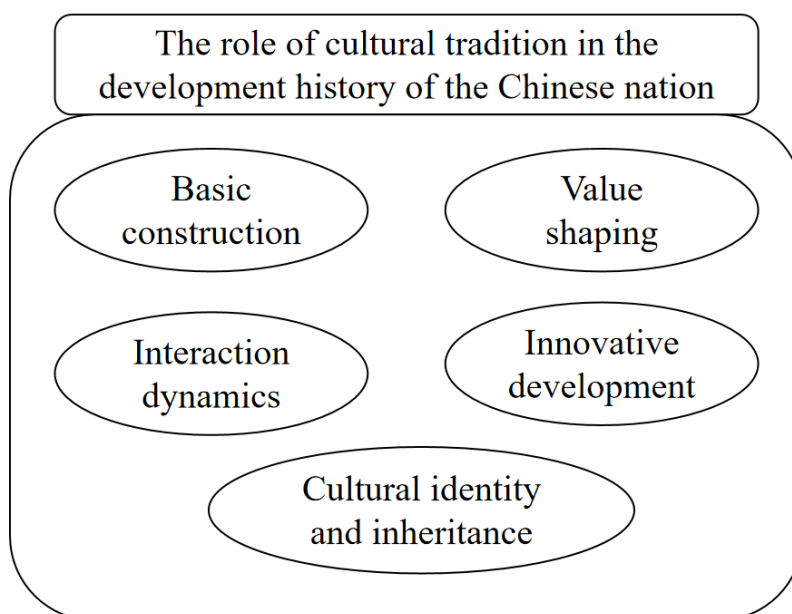 The role of cultural tradition in the
development history of the Chinese nation
Basic
construction
Value
shaping
Interaction
dynamics
Innovative
development
Cultural identity
and inheritance